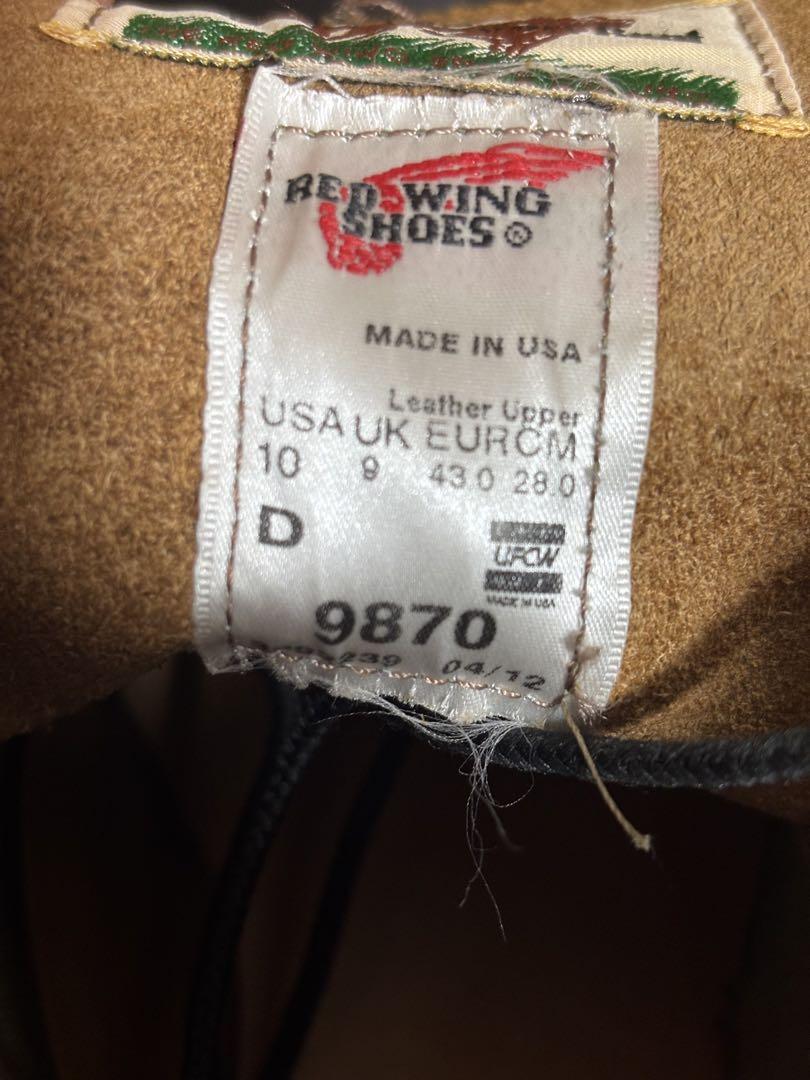 RED WING
SHOES®
MADE IN USA
Leather Upper
USA UK EUR CM
10 9 43.0 28.0
D
UFCW
MADE IN USA
9870
04/12